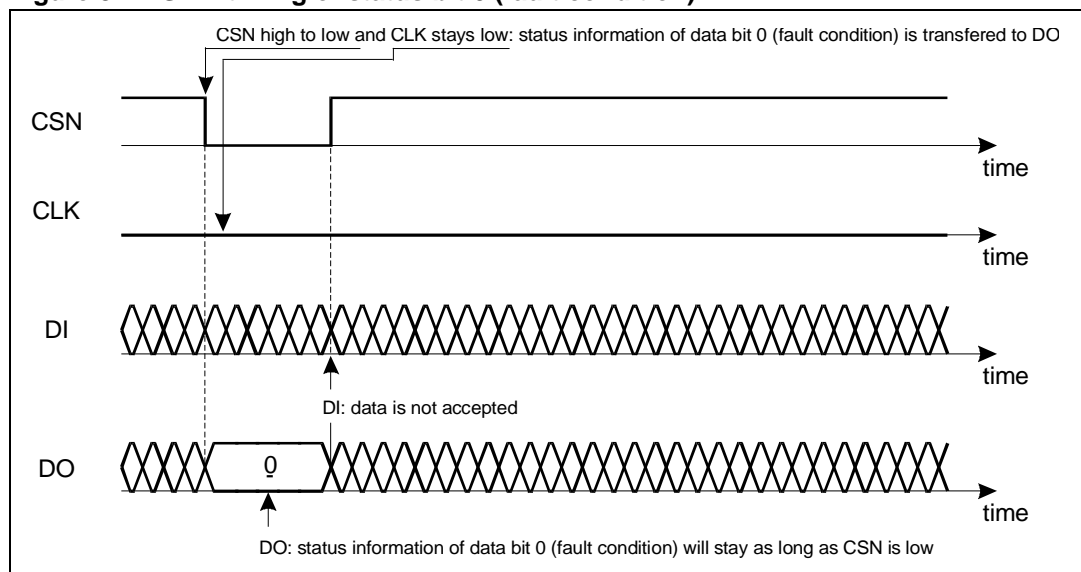 CSN high to low and CLK stays low: status information of data bit 0 (fault condition) is transfered to DO
CSN
time
CLK
time
DI
time
DI: data is not accepted
DO
0
time
DO: status information of data bit 0 (fault condition) will stay as long as CSN is low